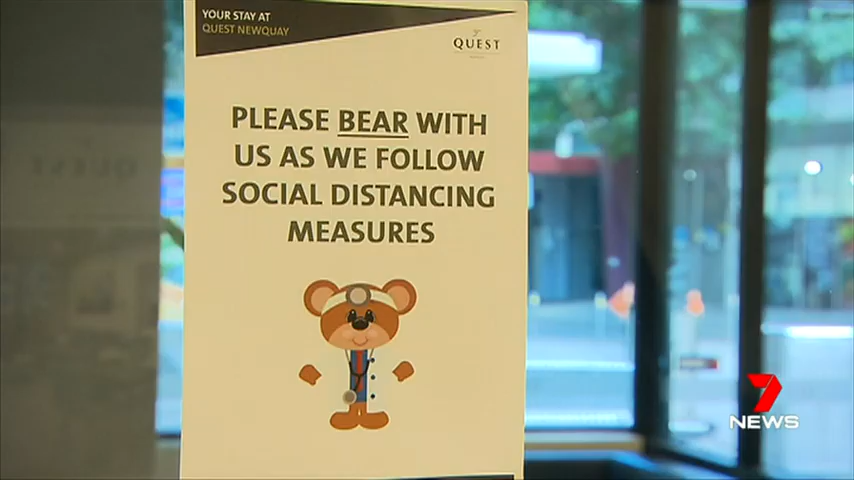 YOUR STAY AT
QUEST NEWQUAY
QUEST
PLEASE BEAR WITH
US AS WE FOLLOW
SOCIAL DISTANCING
MEASURES
7
NEWS